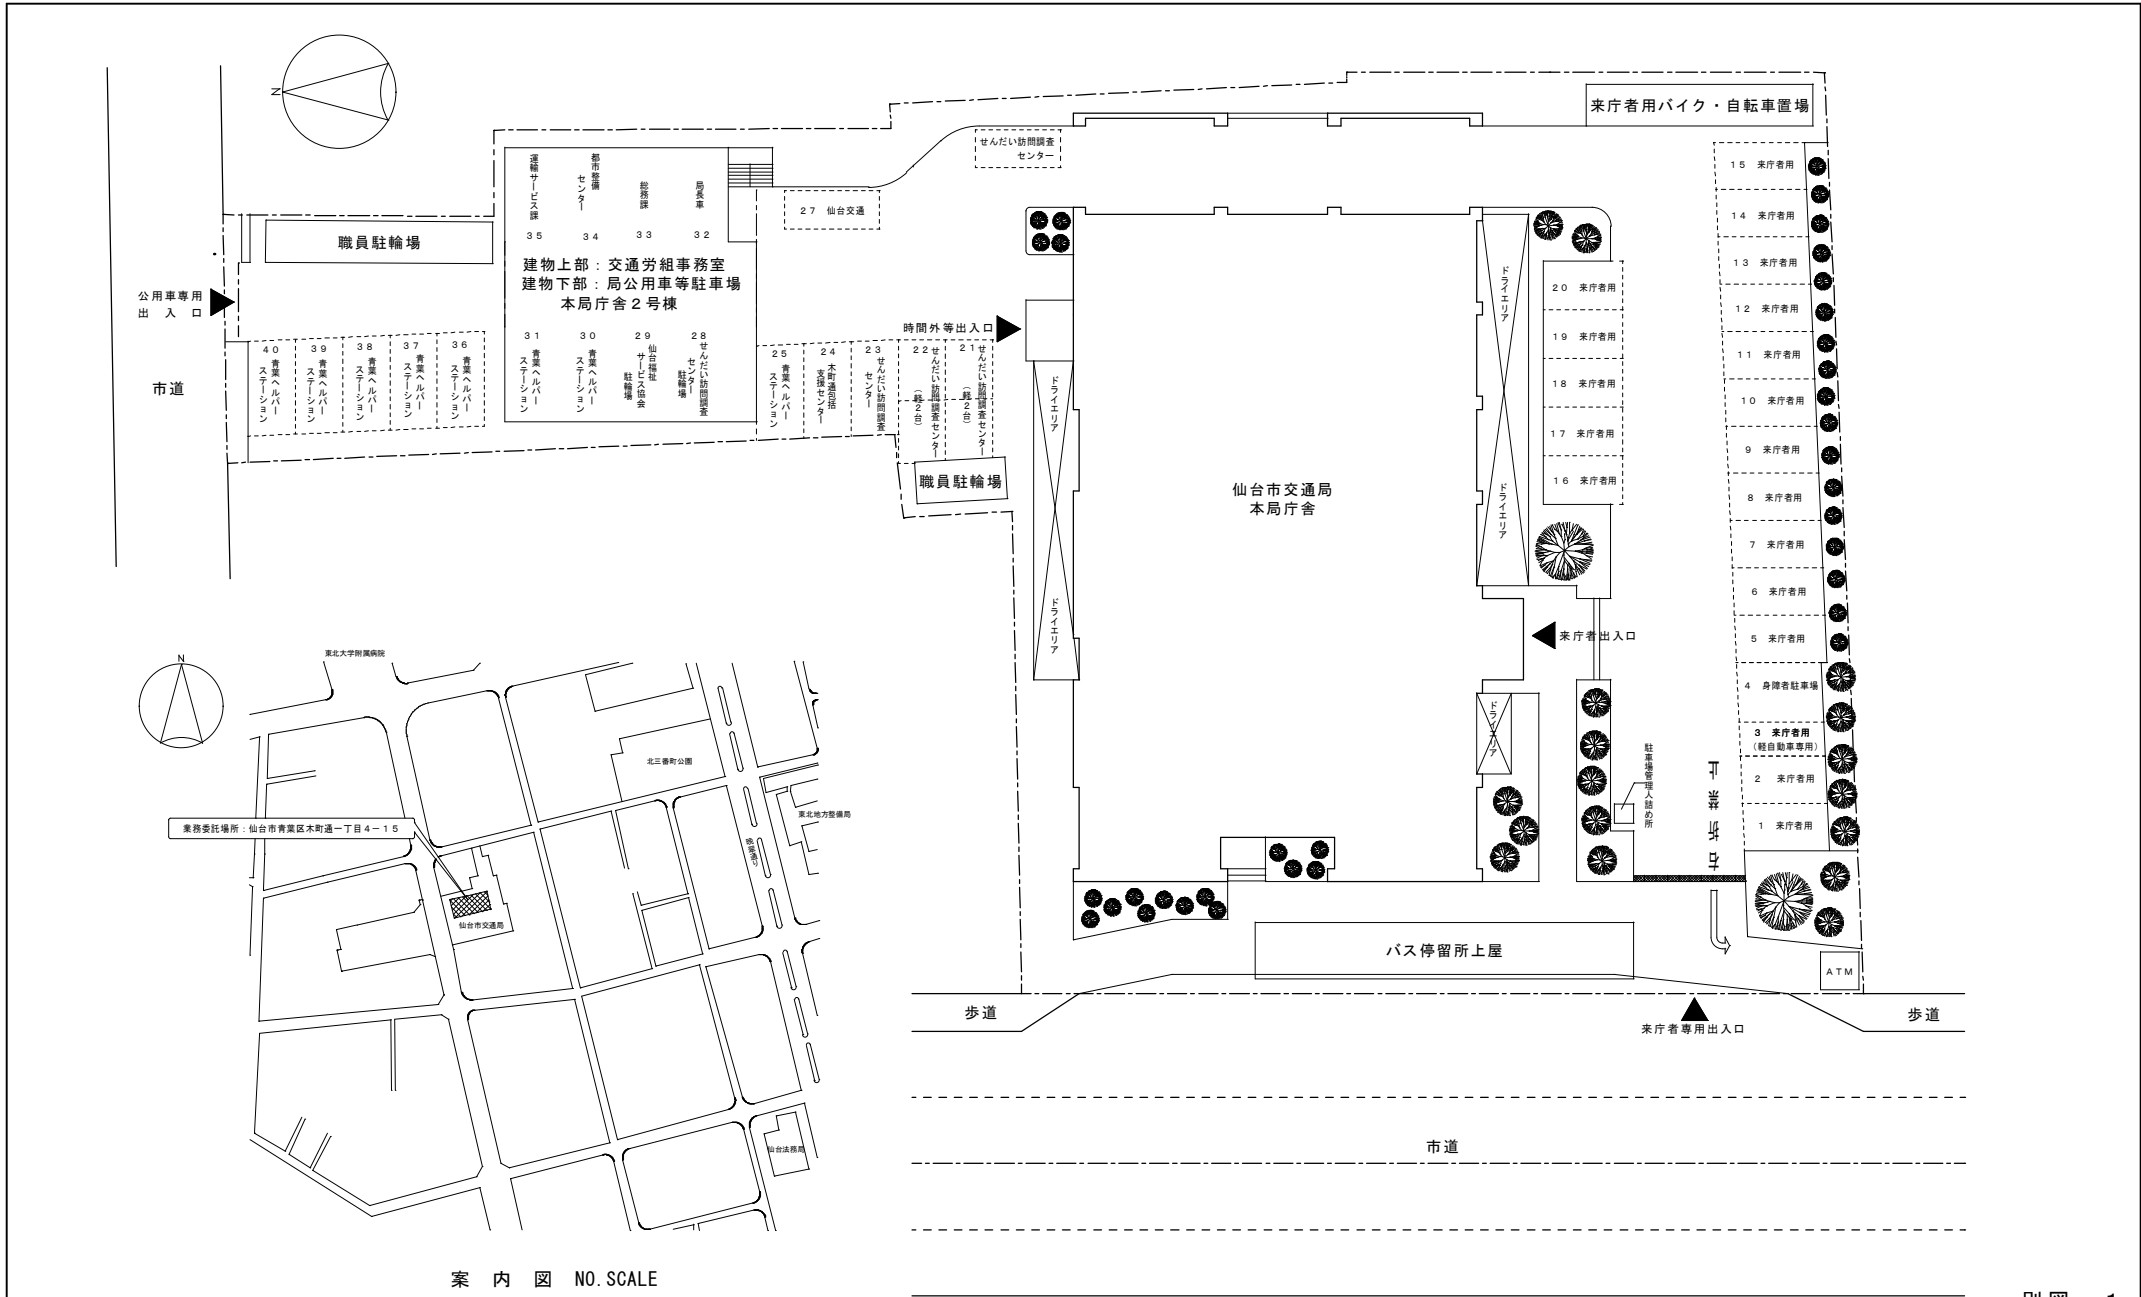 N
来庁者用バイク・自転車置場
せんだい訪問調査
センター
運輸サービス課
３５
都市整備
センター
３４
総務課
３３
局長車
３２
２７　仙台交通
職員駐輪場
建物上部：交通労組事務室
建物下部：局公用車等駐車場
本局庁舎２号棟
公用車専用
出　入　口
市道
時間外等出入口
４０
青葉ヘルパー
ステーション
３９
青葉ヘルパー
ステーション
３８
青葉ヘルパー
ステーション
３７
青葉ヘルパー
ステーション
３６
青葉ヘルパー
ステーション
３１
青葉ヘルパー
ステーション
３０
青葉ヘルパー
ステーション
２９
仙台福祉
サービス協会
駐輪場
２８
せんだい訪問調査
センター
駐輪場
２５
青葉ヘルパー
ステーション
２４
木町通包括
支援センター
２３
せんだい訪問調査
センター
２２
せんだい訪問調査センター
（軽２台）
２１
せんだい訪問調査センター
（軽２台）
職員駐輪場
ドライエリア
ドライエリア
仙台市交通局
本局庁舎
ドライエリア
ドライエリア
ドライエリア
２０　来庁者用
１９　来庁者用
１８　来庁者用
１７　来庁者用
１６　来庁者用
１５　来庁者用
１４　来庁者用
１３　来庁者用
１２　来庁者用
１１　来庁者用
１０　来庁者用
９　来庁者用
８　来庁者用
７　来庁者用
６　来庁者用
５　来庁者用
４　身障者駐車場
３　来庁者用
（軽自動車専用）
２　来庁者用
１　来庁者用
来庁者出入口
駐車場管理人詰め所
右折禁止
バス停留所上屋
ATM
歩道
歩道
来庁者専用出入口
市道
N
東北大学附属病院
北三番町公園
東北地方整備局
晩翠通り
業務委託場所：仙台市青葉区木町通一丁目４－１５
仙台市交通局
仙台法務局
案　内　図　NO.SCALE